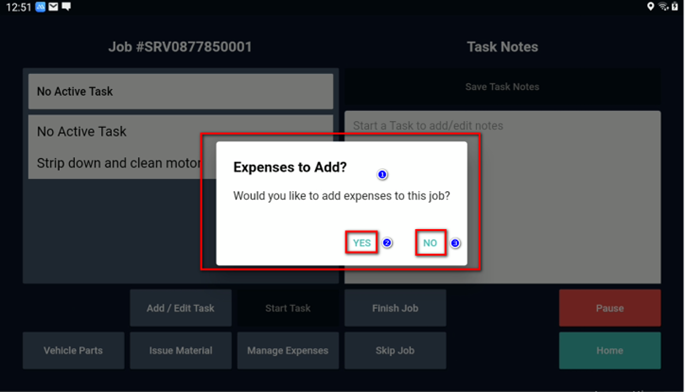 12:51
Job #SRV0877850001
Task Notes
No Active Task
Save Task Notes
No Active Task
Start a Task to add/edit notes
Strip down and clean motor
Expenses to Add?
1
Would you like to add expenses to this job?
YES
2
NO
3
Add / Edit Task
Start Task
Finish Job
Pause
Vehicle Parts
Issue Material
Manage Expenses
Skip Job
Home